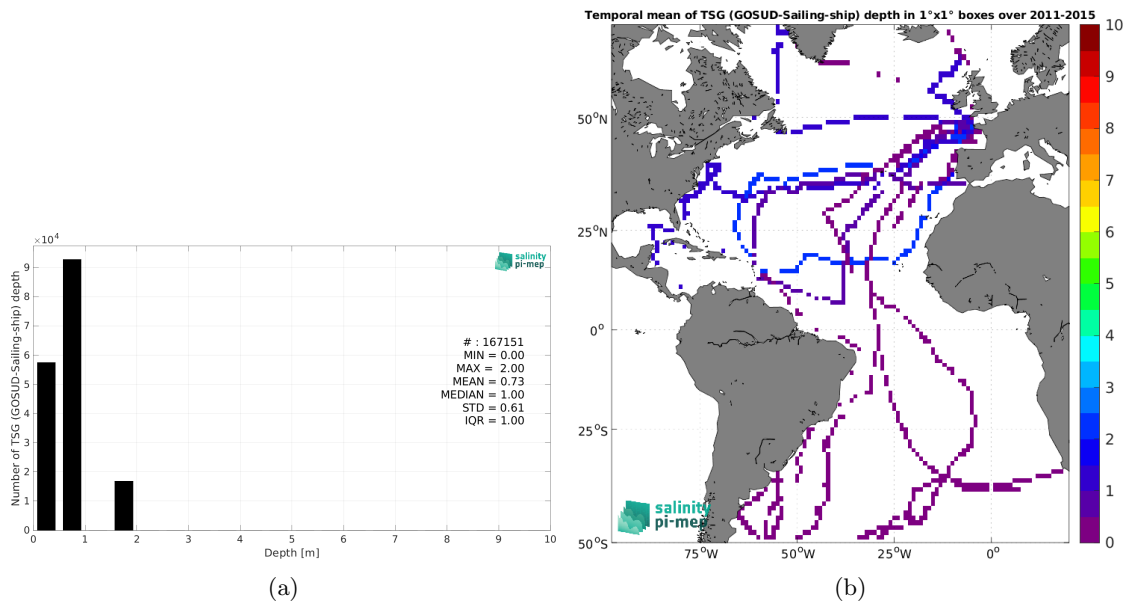 ×10⁴
9
8
7
6
5
4
3
2
1
0
Number of TSG (GOSUD-Sailing-ship) depth
salinity
pi-mep
# : 167151
MIN = 0.00
MAX = 2.00
MEAN = 0.73
MEDIAN = 1.00
STD = 0.61
IQR = 1.00
0 1 2 3 4 5 6 7 8 9 10
Depth [m]
(a)
Temporal mean of TSG (GOSUD-Sailing-ship) depth in 1°x1° boxes over 2011-2015
50°N
25°N
0°
25°S
50°S
salinity
pi-mep
75°W 50°W 25°W 0°
10
9
8
7
6
5
4
3
2
1
0
(b)